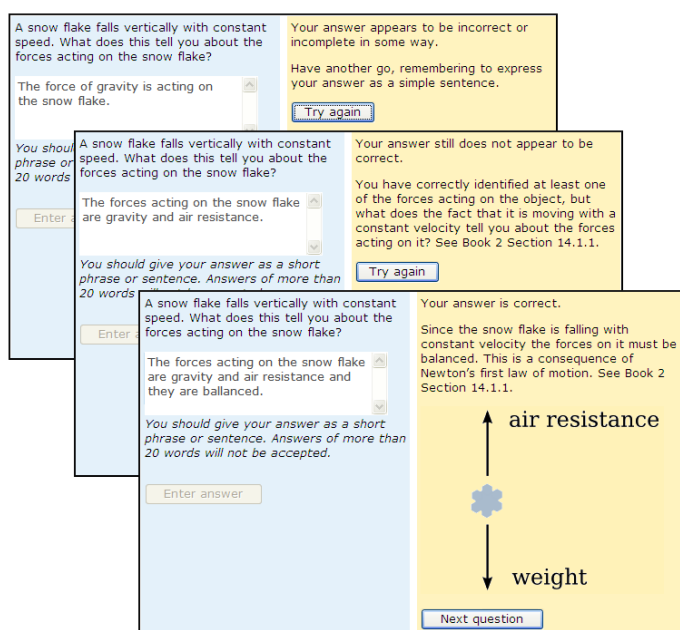 A snow flake falls vertically with constant
speed. What does this tell you about the
forces acting on the snow flake?
The force of gravity is acting on
the snow flake.
You shoul
phrase or
20 words
Enter a
Your answer appears to be incorrect or
incomplete in some way.
Have another go, remembering to express
your answer as a simple sentence.
Try again
A snow flake falls vertically with constant
speed. What does this tell you about the
forces acting on the snow flake?
The forces acting on the snow flake
are gravity and air resistance.
You should give your answer as a short
phrase or sentence. Answers of more than
20 words
Enter a
Your answer still does not appear to be
correct.
You have correctly identified at least one
of the forces acting on the object, but
what does the fact that it is moving with a
constant velocity tell you about the forces
acting on it? See Book 2 Section 14.1.1.
Try again
A snow flake falls vertically with constant
speed. What does this tell you about the
forces acting on the snow flake?
The forces acting on the snow flake
are gravity and air resistance and
they are ballanced.
You should give your answer as a short
phrase or sentence. Answers of more than
20 words will not be accepted.
Enter answer
Your answer is correct.
Since the snow flake is falling with
constant velocity the forces on it must be
balanced. This is a consequence of
Newton's first law of motion. See Book 2
Section 14.1.1.
air resistance
weight
Next question